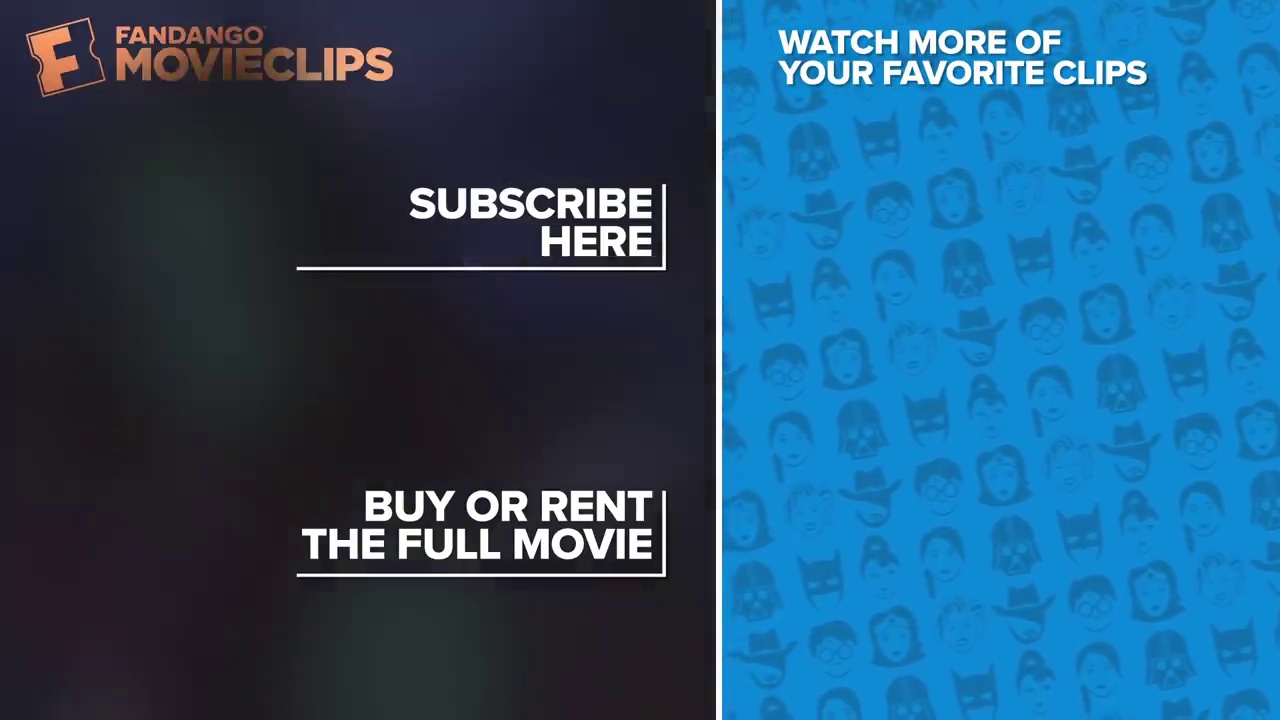 FANDANGO
MOVIECLIPS
SUBSCRIBE
HERE
BUY OR RENT
THE FULL MOVIE
WATCH MORE OF
YOUR FAVORITE CLIPS